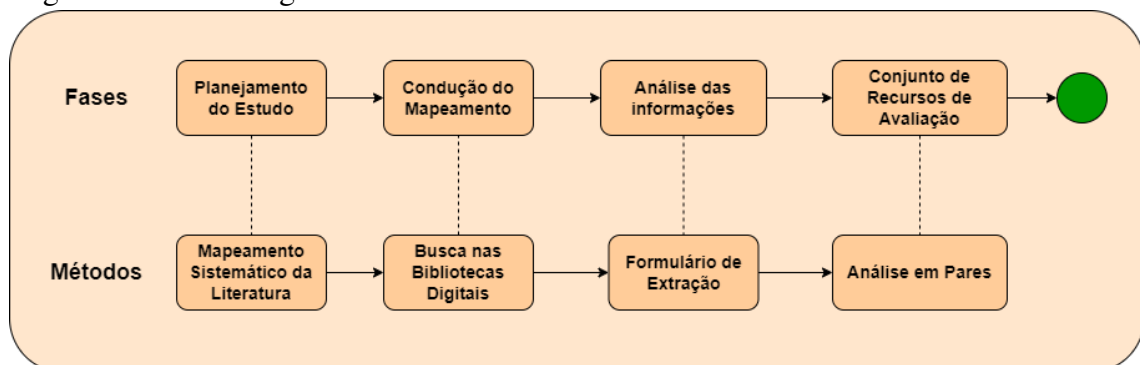 Fases
Planejamento
do Estudo
Condução do
Mapeamento
Análise das
informações
Conjunto de
Recursos de
Avaliação
Métodos
Mapeamento
Sistemático da
Literatura
Busca nas
Bibliotecas
Digitais
Formulário de
Extração
Análise em Pares